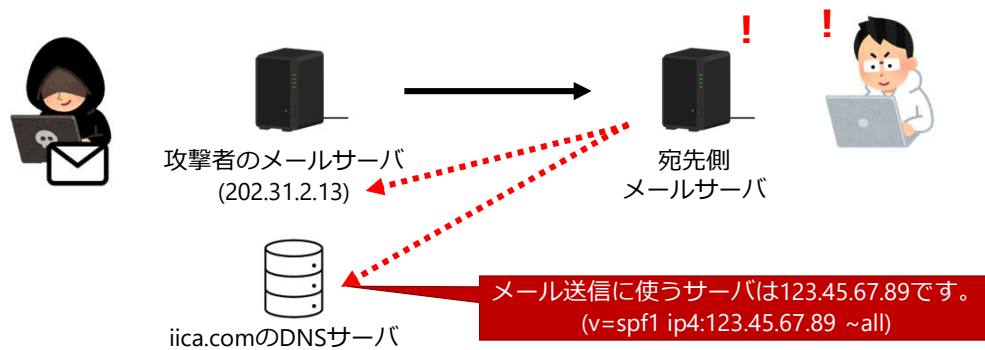 !
!
攻撃者のメールサーバ
(202.31.2.13)
宛先側
メールサーバ
メール送信に使うサーバは123.45.67.89です。
(v=spf1 ip4:123.45.67.89 ~all)
iica.comのDNSサーバ